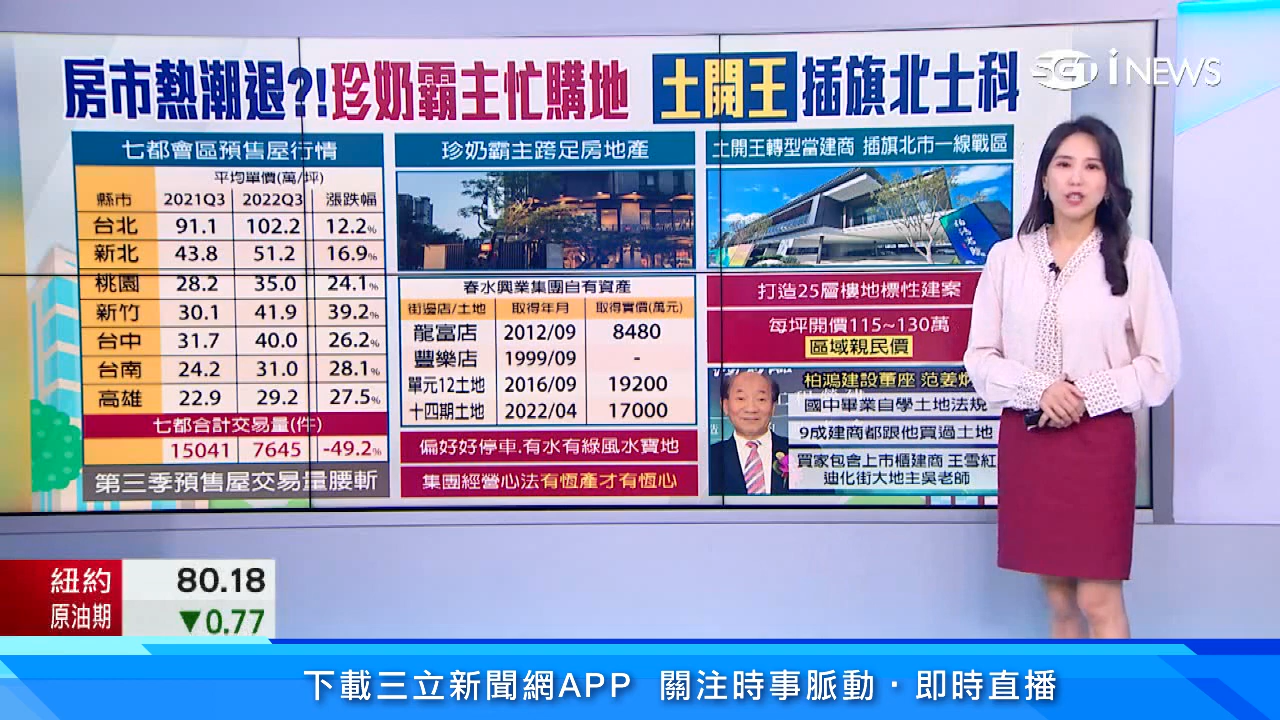 房市熱潮退?!珍奶霸主忙購地 土開王 插旗北士科
SET iNEWS
七都會區預售屋行情
平均單價(萬/坪)
縣市 2021Q3 2022Q3 漲跌幅
台北 91.1 102.2 12.2%
新北 43.8 51.2 16.9%
桃園 28.2 35.0 24.1%
新竹 30.1 41.9 39.2%
台中 31.7 40.0 26.2%
台南 24.2 31.0 28.1%
高雄 22.9 29.2 27.5%
七都合計交易量(件)
15041 7645 -49.2%
第三季預售屋交易量腰斬
珍奶霸主跨足房地產
春水興業集團自有資產
街邊店/土地 取得年月 取得實價(萬元)
龍富店 2012/09 8480
豐樂店 1999/09 -
單元12土地 2016/09 19200
十四期土地 2022/04 17000
偏好好停車.有水有綠風水寶地
集團經營心法有恆產才有恆心
土開王轉型當建商 插旗北市一線戰區
打造25層樓地標性建案
每坪開價115~130萬
區域親民價
柏鴻建設董座 范姜
國中畢業自學土地法規
9成建商都跟他買過土地
買家包含上市櫃建商 王雪紅
迪化街大地主吳老師
紐約
原油期
80.18
▼0.77
下載三立新聞網APP 關注時事脈動・即時直播